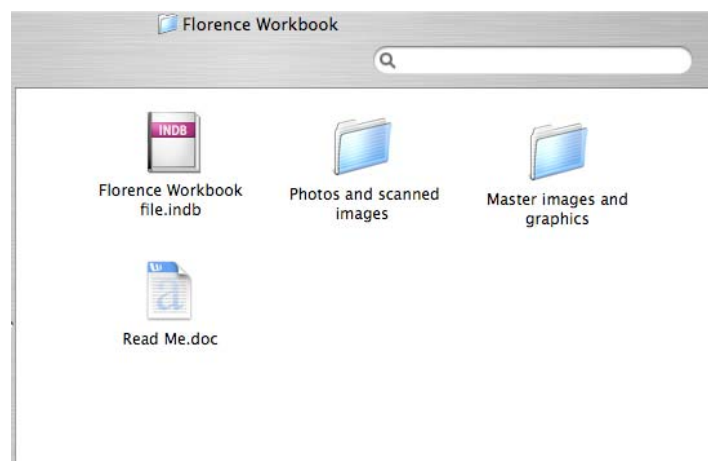 Florence Workbook
INDB
Florence Workbook
file.indb
Photos and scanned
images
Master images and
graphics
a
Read Me.doc